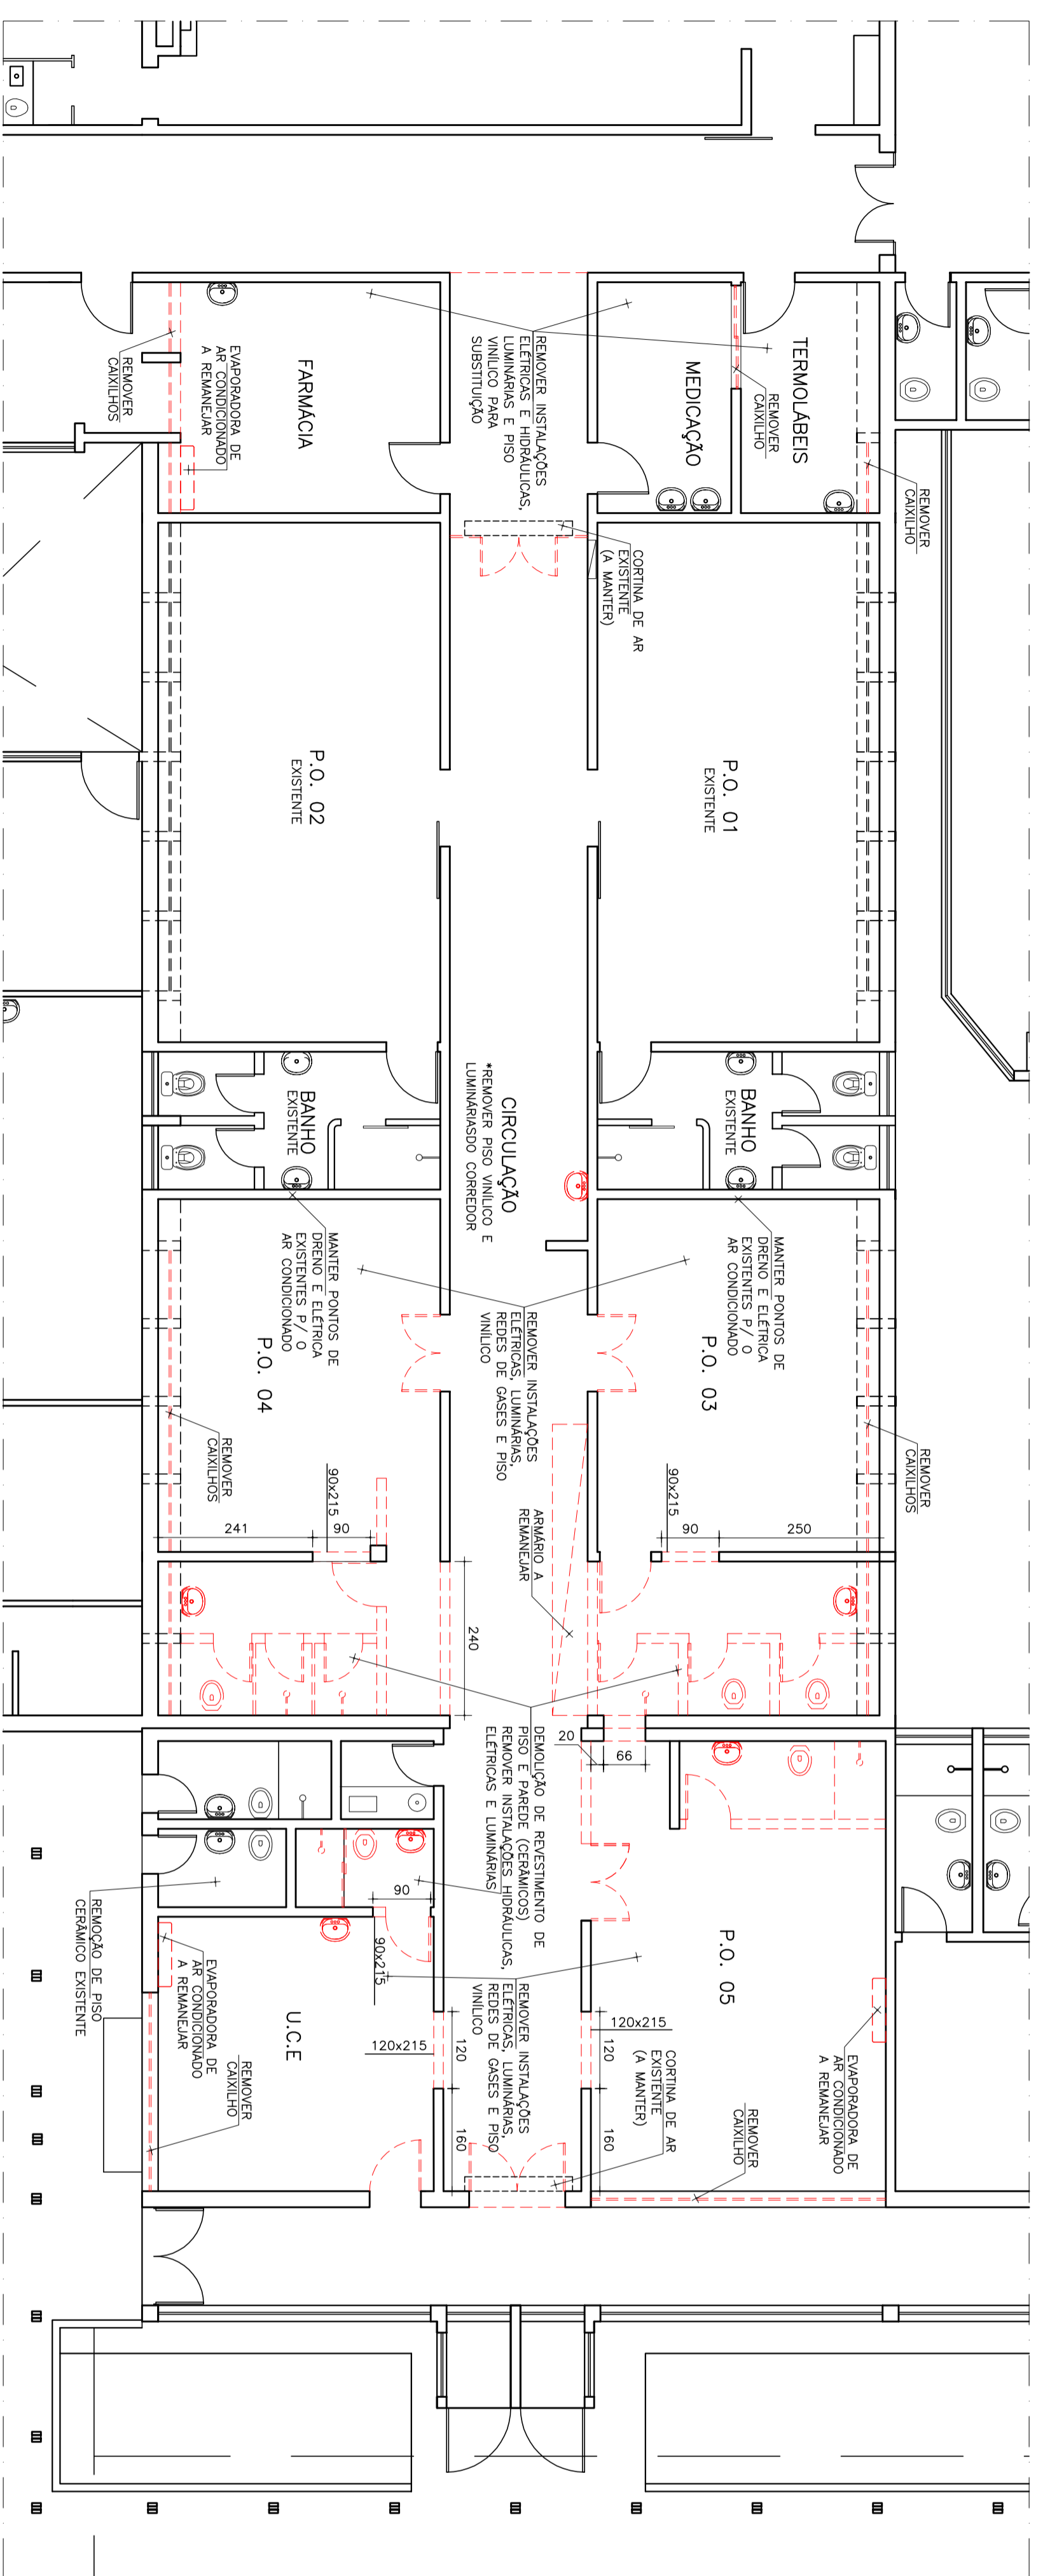 TERMOLÁBEIS
REMOVER
CAIXILHO
REMOVER
CAIXILHO
MEDICAÇÃO
REMOVER INSTALAÇÕES
ELÉTRICAS E HIDRÁULICAS,
LUMINÁRIAS E PISO
VINÍLICO PARA
SUBSTITUIÇÃO
FARMÁCIA
EVAPORADORA DE
AR CONDICIONADO
A REMANEJAR
REMOVER
CAIXILHOS
CORTINA DE AR
EXISTENTE
(A MANTER)
P.O. 01
EXISTENTE
P.O. 02
EXISTENTE
BANHO
EXISTENTE
CIRCULAÇÃO
*REMOVER PISO VINÍLICO E
LUMINÁRIASDO CORREDOR
BANHO
EXISTENTE
MANTER PONTOS DE
DRENO E ELÉTRICA
EXISTENTES P/ O
AR CONDICIONADO
P.O. 03
REMOVER
CAIXILHOS
REMOVER INSTALAÇÕES
ELÉTRICAS, LUMINÁRIAS,
REDES DE GASES E PISO
VINÍLICO
MANTER PONTOS DE
DRENO E ELÉTRICA
EXISTENTES P/ O
AR CONDICIONADO
P.O. 04
REMOVER
CAIXILHOS
250
90
90x215
ARMÁRIO A
REMANEJAR
90x215
90
241
240
20
66
DEMOLIÇÃO DE REVESTIMENTO DE
PISO E PAREDE (CERÂMICOS)
REMOVER INSTALAÇÕES HIDRÁULICAS,
ELÉTRICAS E LUMINÁRIAS
P.O. 05
EVAPORADORA DE
AR CONDICIONADO
A REMANEJAR
REMOVER
CAIXILHO
120x215
120
160
CORTINA DE AR
EXISTENTE
(A MANTER)
REMOVER INSTALAÇÕES
ELÉTRICAS, LUMINÁRIAS,
REDES DE GASES E PISO
VINÍLICO
120
160
120x215
90
90x215
U.C.E
REMOVER
CAIXILHO
EVAPORADORA DE
AR CONDICIONADO
A REMANEJAR
REMOÇÃO DE PISO
CERÂMICO EXISTENTE